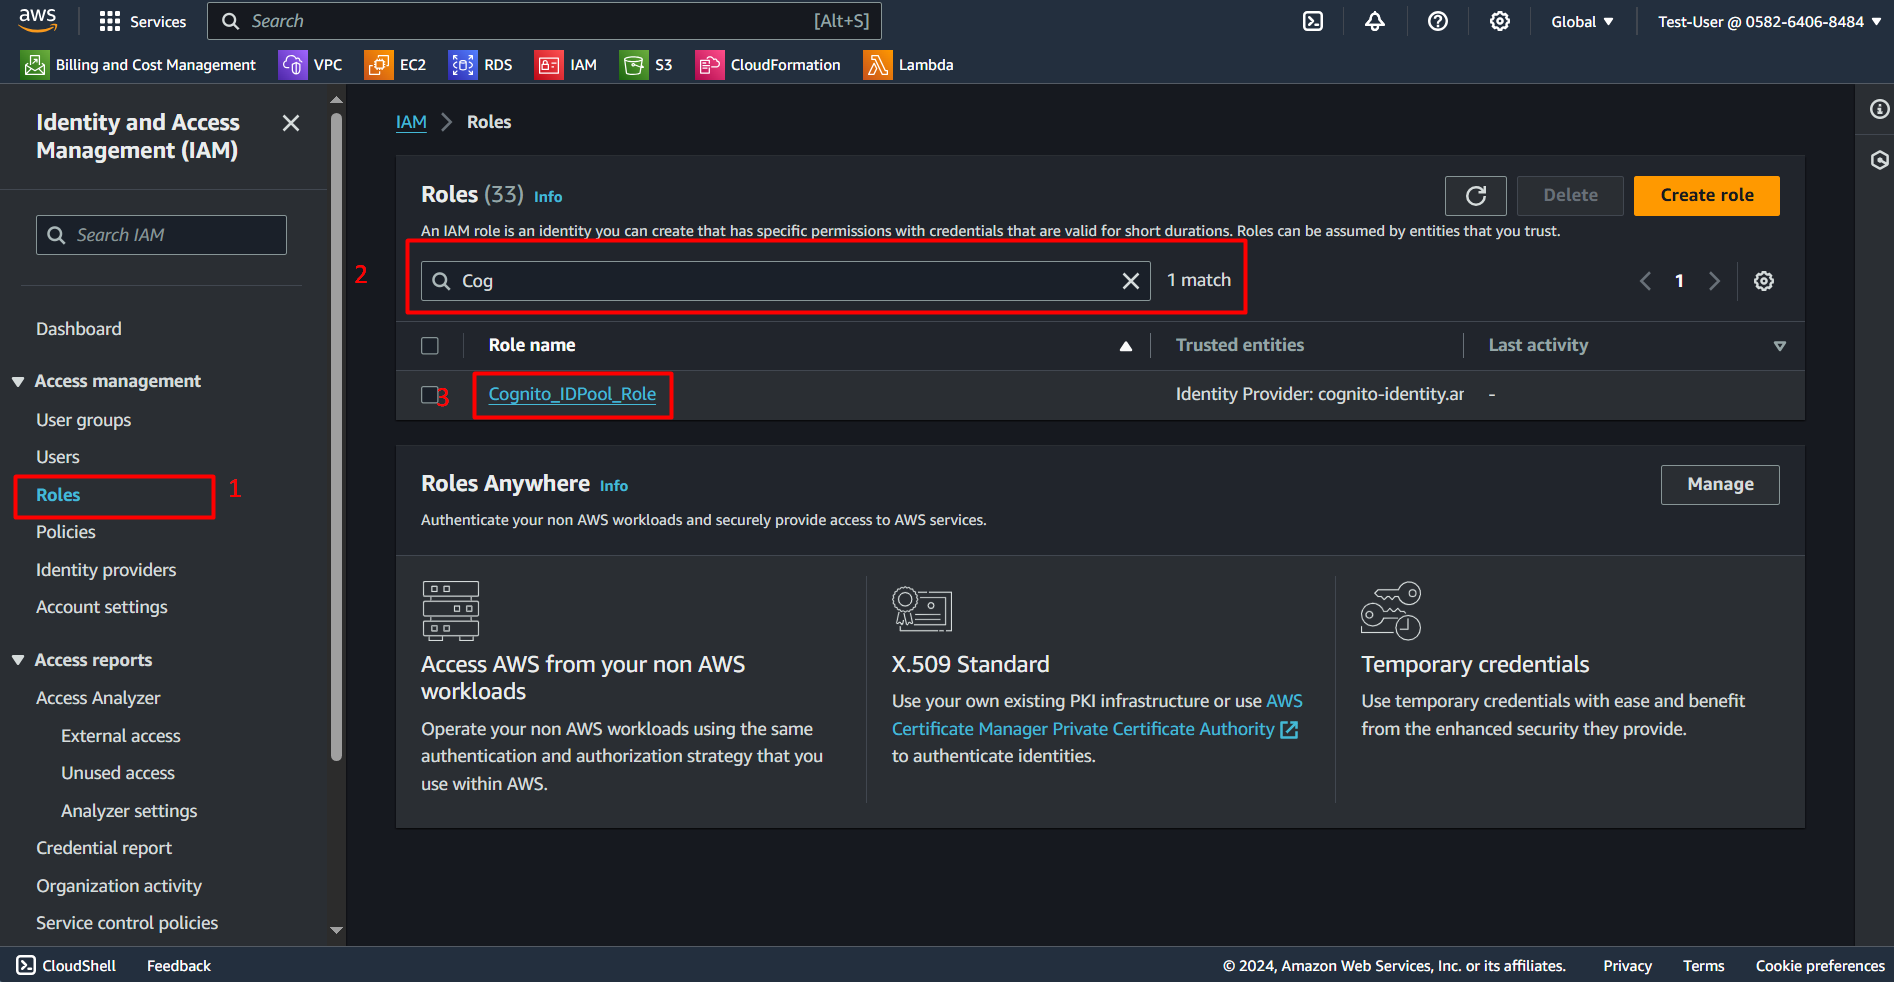 aws
Services
Search
[Alt+S]
Global
Test-User @ 0582-6406-8484
Billing and Cost Management
VPC
EC2
RDS
IAM
S3
CloudFormation
Lambda
Identity and Access
Management (IAM)
Search IAM
Dashboard
Access management
User groups
Users
Roles
1
Policies
Identity providers
Account settings
Access reports
Access Analyzer
External access
Unused access
Analyzer settings
Credential report
Organization activity
Service control policies
IAM
Roles
Roles (33) Info
Delete
Create role
An IAM role is an identity you can create that has specific permissions with credentials that are valid for short durations. Roles can be assumed by entities that you trust.
2
Cog
1 match
1
Role name
Trusted entities
Last activity
3
Cognito_IDPool_Role
Identity Provider: cognito-identity.ar
-
Roles Anywhere Info
Manage
Authenticate your non AWS workloads and securely provide access to AWS services.
Access AWS from your non AWS
workloads
Operate your non AWS workloads using the same
authentication and authorization strategy that you
use within AWS.
X.509 Standard
Use your own existing PKI infrastructure or use AWS
Certificate Manager Private Certificate Authority
to authenticate identities.
Temporary credentials
Use temporary credentials with ease and benefit
from the enhanced security they provide.
CloudShell
Feedback
© 2024, Amazon Web Services, Inc. or its affiliates.
Privacy
Terms
Cookie preferences